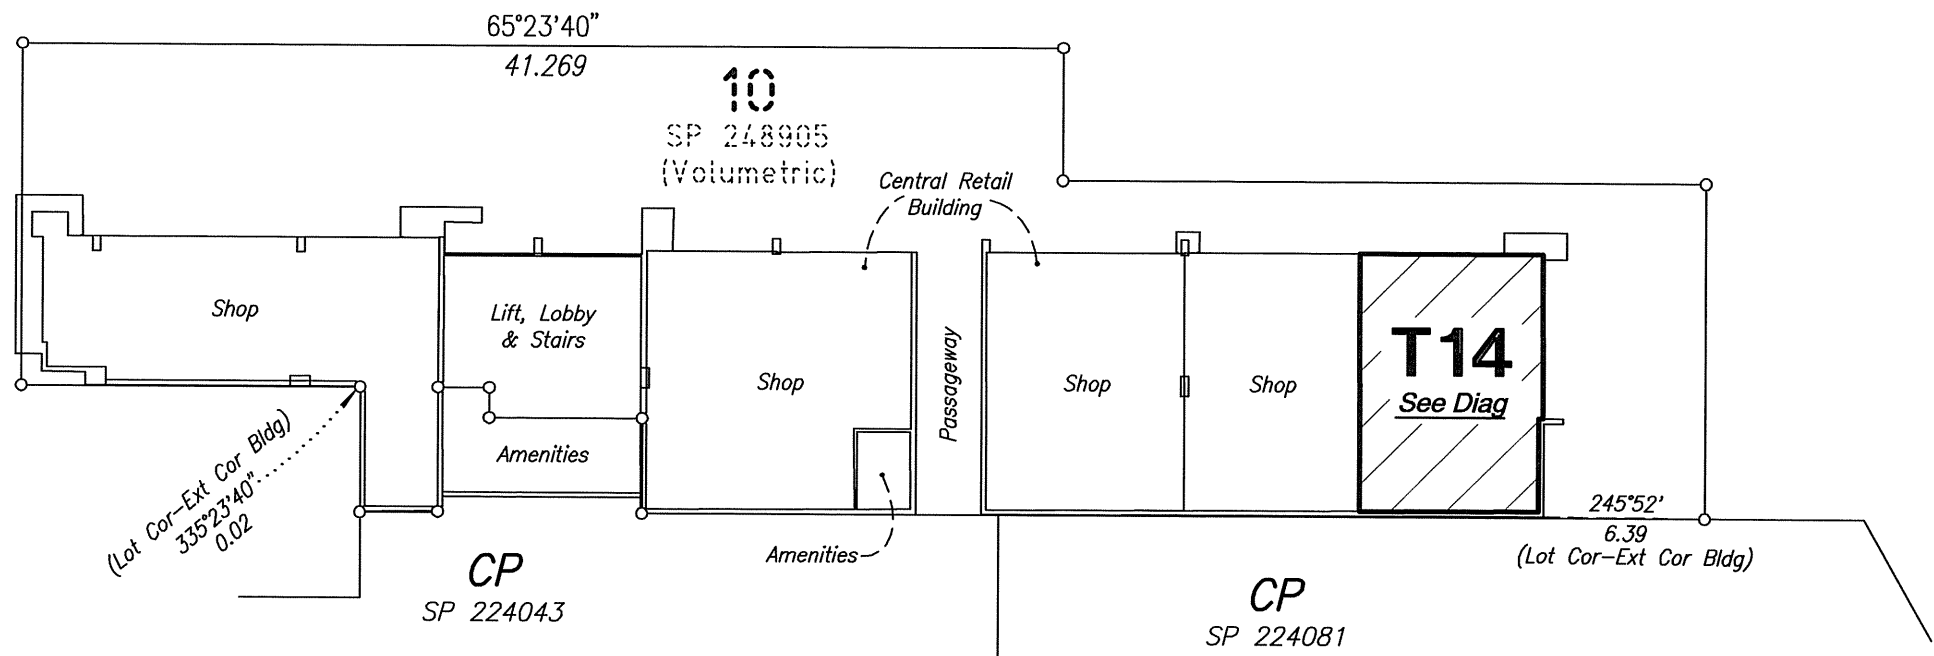 65°23'40"
41.269
10
SP 248905
(Volumetric)
Central Retail
Building
Shop
Lift, Lobby
& Stairs
Amenities
Shop
Amenities
Passageway
Shop
Shop
T14
See Diag
(Lot Cor-Ext Cor Bldg)
335°23'40"
0.02
245°52'
6.39
(Lot Cor-Ext Cor Bldg)
CP
SP 224043
CP
SP 224081